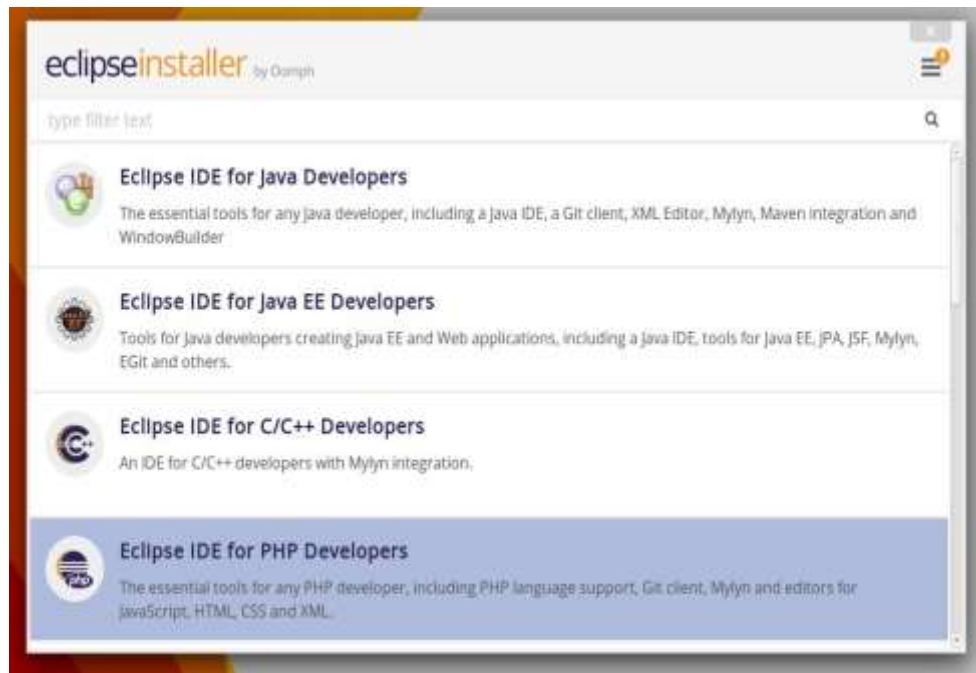 eclipseinstaller by Oomph
type filter text
Eclipse IDE for Java Developers
The essential tools for any Java developer, including a Java IDE, a Git client, XML Editor, Mylyn, Maven integration and
WindowBuilder
Eclipse IDE for Java EE Developers
Tools for Java developers creating Java EE and Web applications, including a Java IDE, tools for Java EE, JPA, JSF, Mylyn,
EGit and others.
Eclipse IDE for C/C++ Developers
An IDE for C/C++ developers with Mylyn integration.
Eclipse IDE for PHP Developers
The essential tools for any PHP developer, including PHP language support, Git client, Mylyn and editors for
JavaScript, HTML, CSS and XML.